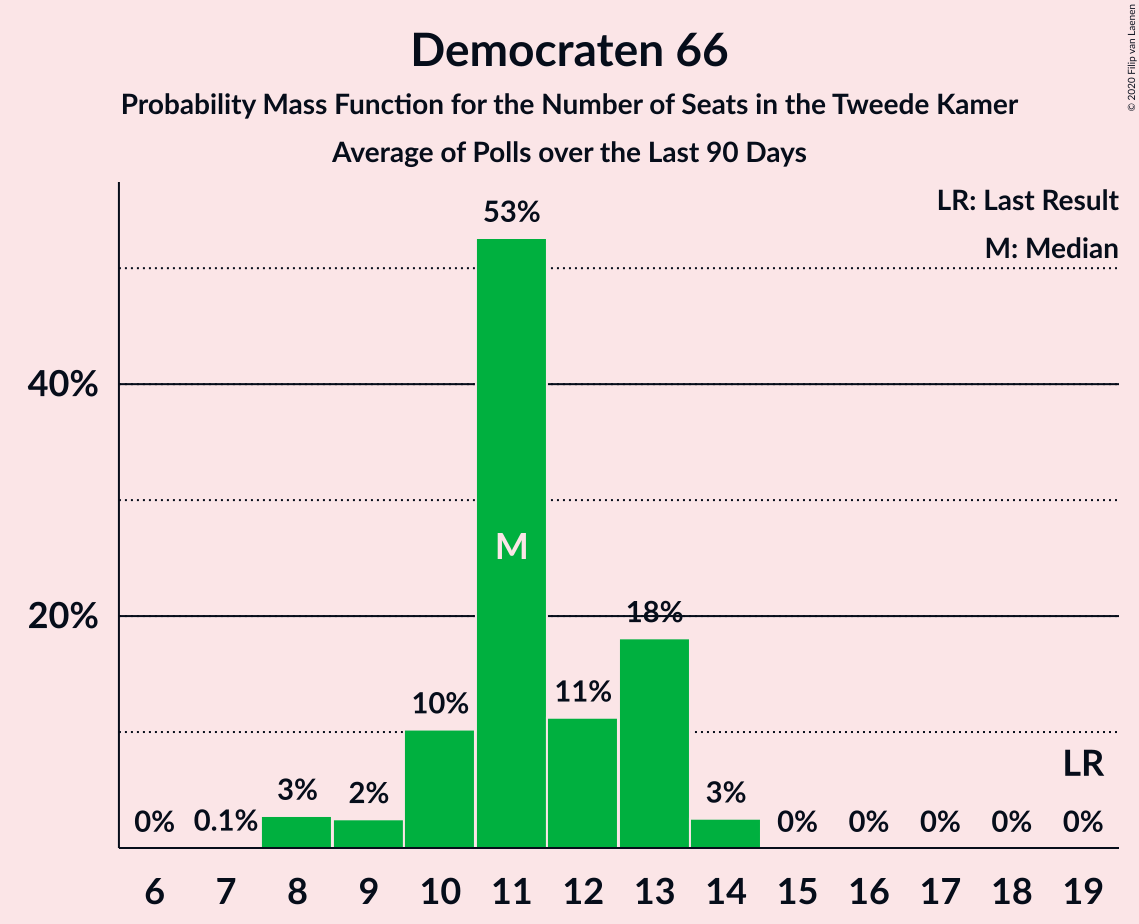 Democraten 66
Probability Mass Function for the Number of Seats in the Tweede Kamer
Average of Polls over the Last 90 Days
© 2020 Filip van Laenen
LR: Last Result
M: Median
53%
40%
M
20%
18%
10%
11%
LR
3%
2%
3%
0%
0.1%
0%
0%
0%
0%
0%
6 7 8 9 10 11 12 13 14 15 16 17 18 19